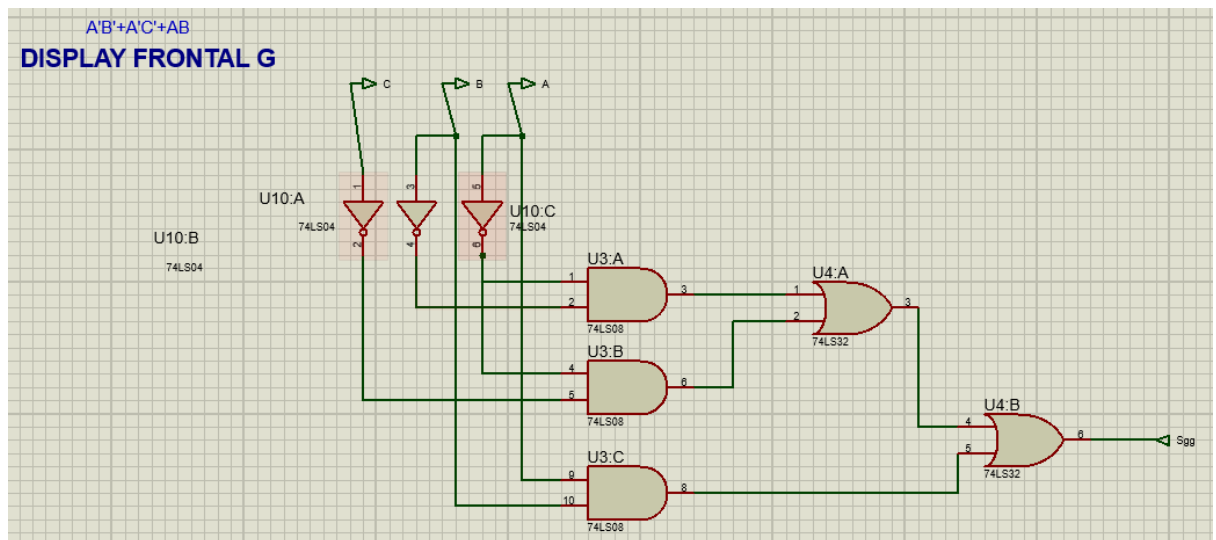 A'B'+A'C'+AB
DISPLAY FRONTAL G
C
B
A
1
3
5
U10:A
74LS04
U10:C
74LS04
U10:B
74LS04
2
4
6
U3:A
1
2
3
74LS08
U4:A
1
2
3
74LS32
U3:B
4
5
6
74LS08
U4:B
4
5
6
74LS32
Sgg
U3:C
9
10
8
74LS08